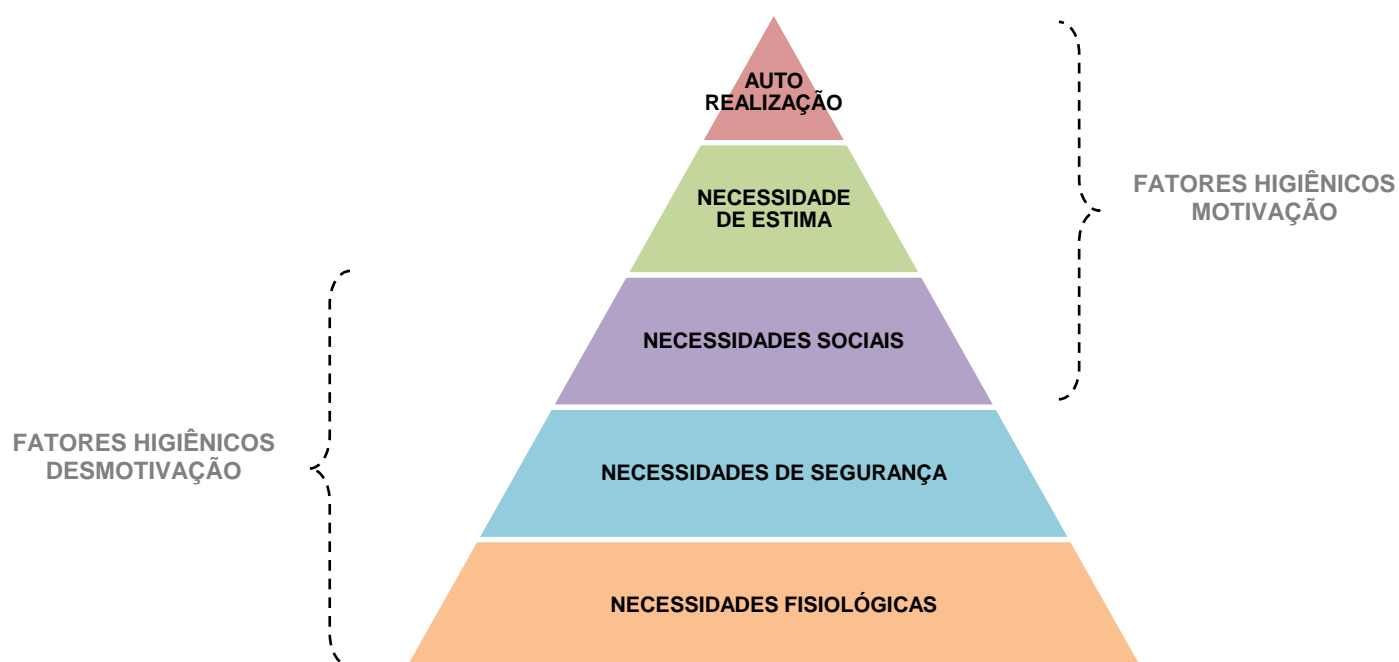 AUTO
REALIZAÇÃO
NECESSIDADE
DE ESTIMA
FATORES HIGIÊNICOS
MOTIVAÇÃO
NECESSIDADES SOCIAIS
FATORES HIGIÊNICOS
DESMOTIVAÇÃO
NECESSIDADES DE SEGURANÇA
NECESSIDADES FISIOLÓGICAS